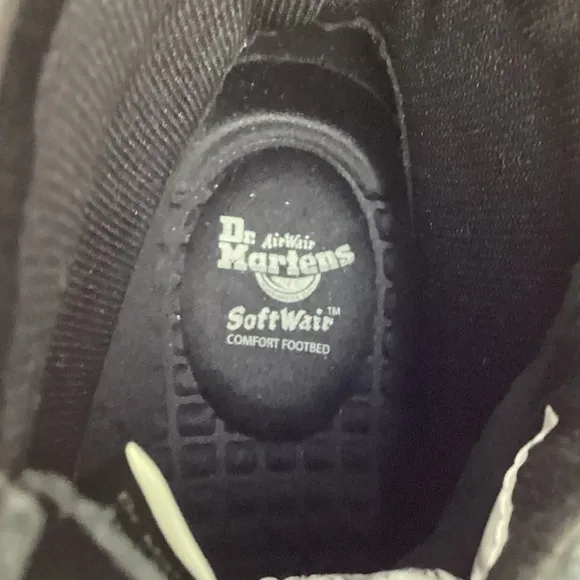 Dr. AirWair
Martens
SoftWair™
COMFORT FOOTBED